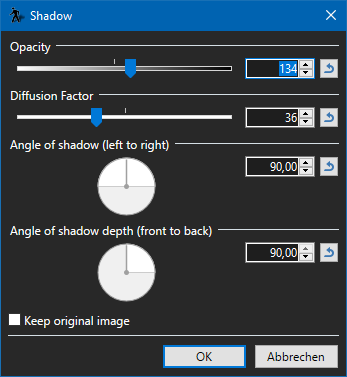 Shadow
Opacity
134
Diffusion Factor
36
Angle of shadow (left to right)
90,00
Angle of shadow depth (front to back)
90,00
Keep original image
OK
Abbrechen